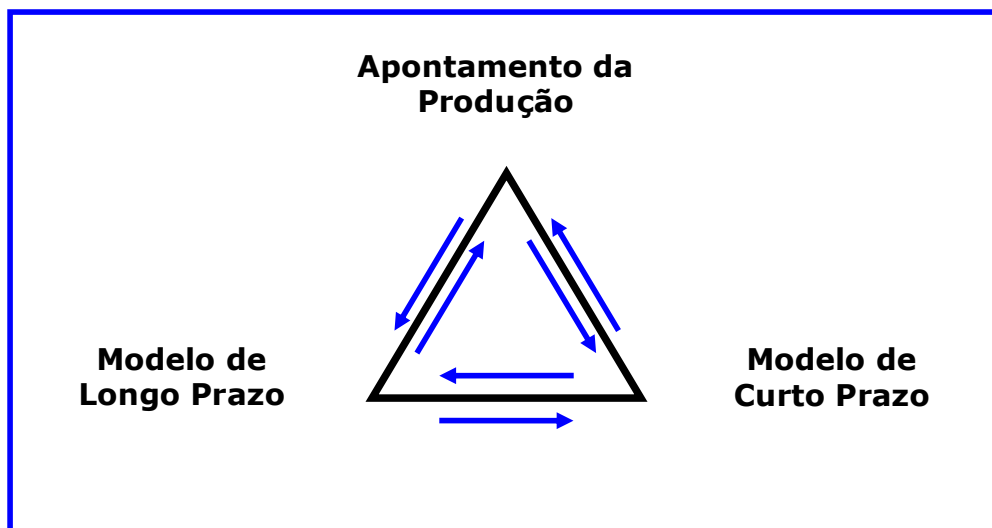 Apontamento da
Produção
Modelo de
Longo Prazo
Modelo de
Curto Prazo